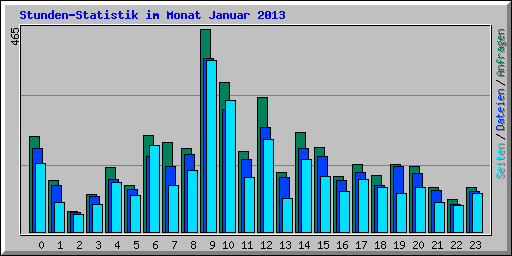 Stunden-Statistik im Monat Januar 2013
465
Seiten / Dateien / Anfragen
0 1 2 3 4 5 6 7 8 9 10 11 12 13 14 15 16 17 18 19 20 21 22 23